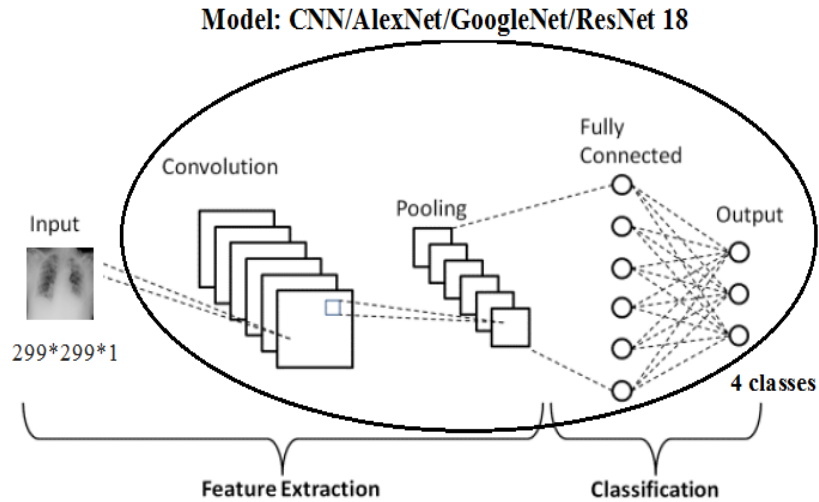 Model: CNN/AlexNet/GoogleNet/ResNet 18
Fully
Connected
Convolution
Pooling
Output
Input
299*299*1
4 classes
Feature Extraction
Classification